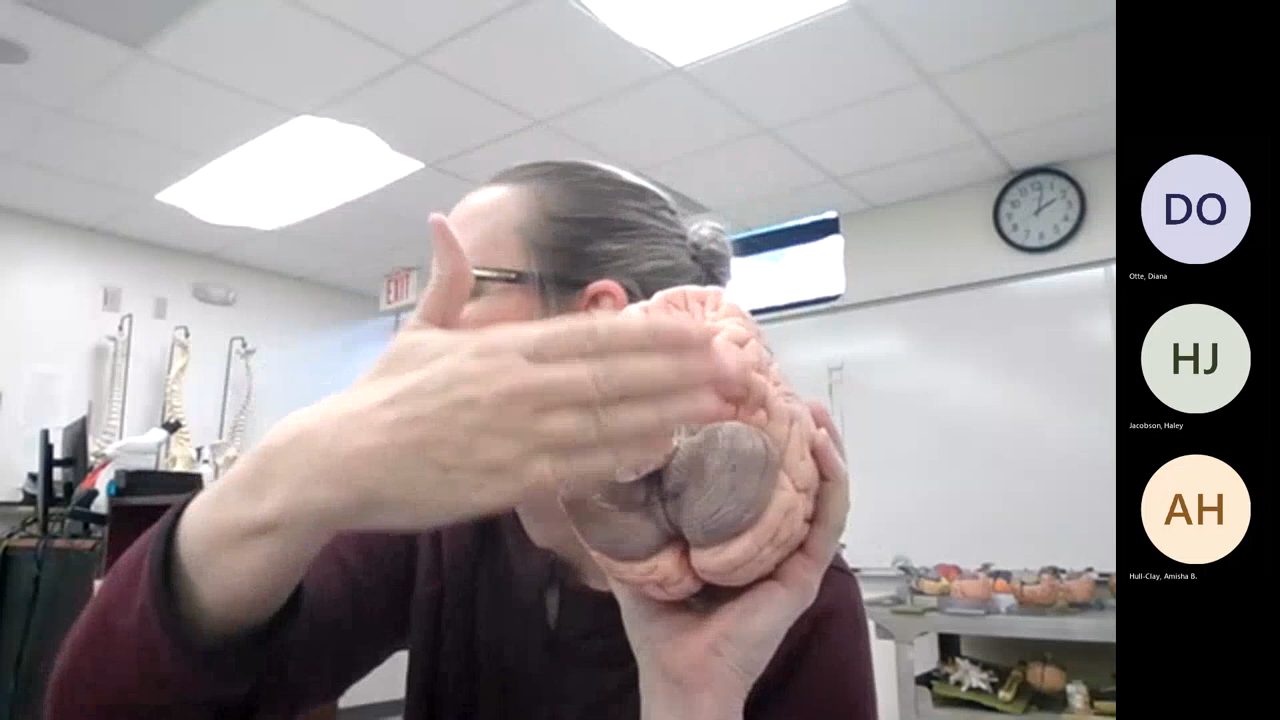 EXIT
DO
Otte, Diana
HJ
Jacobson, Haley
AH
Hull-Clay, Amisha B.